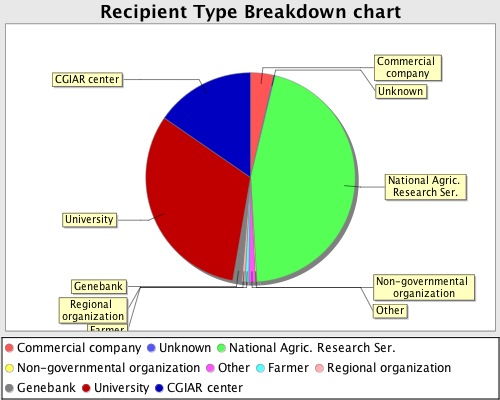 Recipient Type Breakdown chart
Commercial
company
CGIAR center
Unknown
National Agric.
Research Ser.
University
Non-governmental
organization
Genebank
Regional
organization
Other
Farmer
Commercial company Unknown National Agric. Research Ser.
Non-governmental organization Other Farmer Regional organization
Genebank University CGIAR center